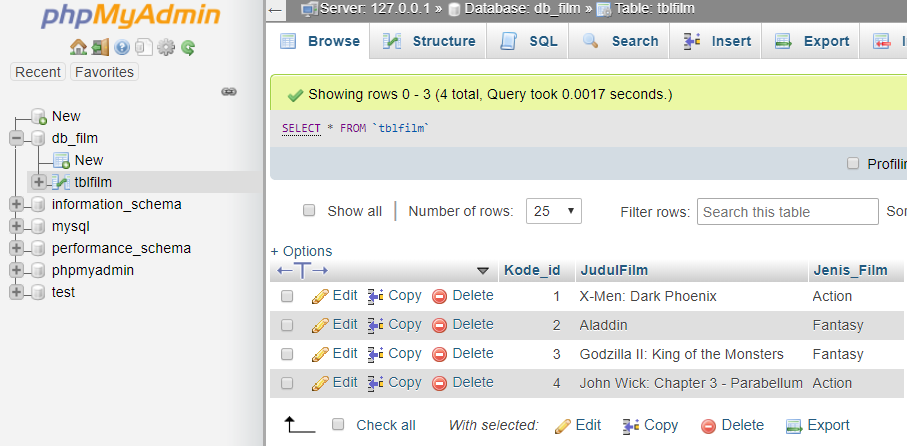 phpMyAdmin
Recent Favorites
New
db_film
New
tblfilm
information_schema
mysql
performance_schema
phpmyadmin
test
Server: 127.0.0.1 » Database: db_film » Table: tblfilm
Browse Structure SQL Search Insert Export
Showing rows 0 - 3 (4 total, Query took 0.0017 seconds.)
SELECT * FROM `tblfilm`
Profilin
Show all | Number of rows: 25 Filter rows: Search this table Sor
+ Options
←T→ Kode_id JudulFilm Jenis_Film
Edit Copy Delete 1 X-Men: Dark Phoenix Action
Edit Copy Delete 2 Aladdin Fantasy
Edit Copy Delete 3 Godzilla II: King of the Monsters Fantasy
Edit Copy Delete 4 John Wick: Chapter 3 - Parabellum Action
Check all With selected: Edit Copy Delete Export